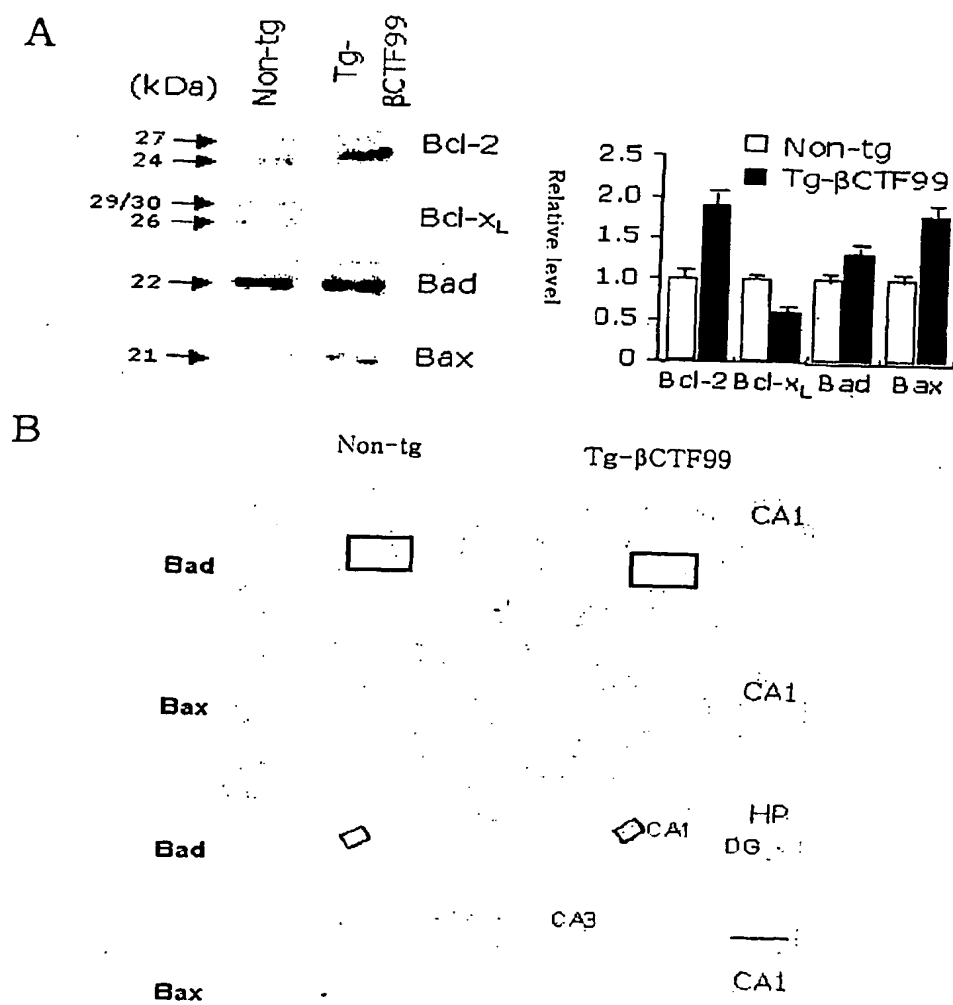 A
(kDa)
Non-tg
Tg-
βCTF99
27
24
Bcl-2
29/30
26
Bcl-xL
22
Bad
21
Bax
Non-tg
Tg-βCTF99
Relative level
2.5
2.0
1.5
1.0
0.5
0
Bcl-2
Bcl-xL
Bad
Bax
B
Non-tg
Tg-βCTF99
Bad
CA1
Bax
CA1
Bad
CA1
HP
DG
CA3
Bax
CA1